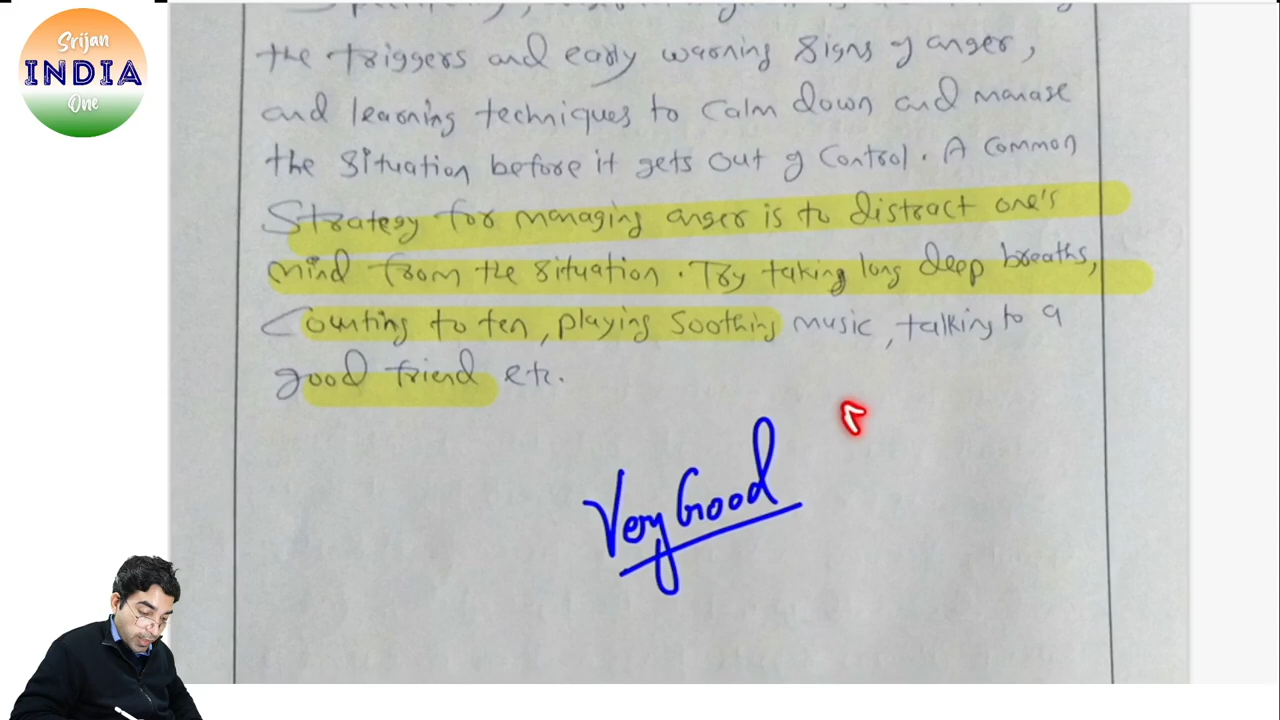 Srijan
INDIA
One
the triggers and early warning signs of anger,
and learning techniques to calm down and manage
the situation before it gets out of control. A common
Strategy for managing anger is to distract one's
mind from the situation. Try taking long deep breaths,
Counting to ten, playing soothing music, talking to a
good friend etc.
Very Good